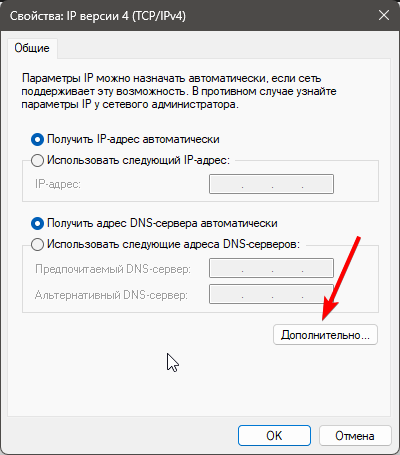 Свойства: IP версии 4 (TCP/IPv4)
Общие
Параметры IP можно назначать автоматически, если сеть
поддерживает эту возможность. В противном случае узнайте
параметры IP у сетевого администратора.
Получить IP-адрес автоматически
Использовать следующий IP-адрес:
IP-адрес:
Получить адрес DNS-сервера автоматически
Использовать следующие адреса DNS-серверов:
Предпочитаемый DNS-сервер:
Альтернативный DNS-сервер:
Дополнительно...
OK
Отмена